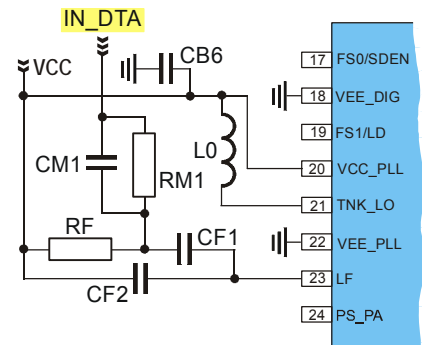 IN_DTA
VCC
CB6
17 FS0/SDEN
18 VEE_DIG
19 FS1/LD
CM1
RM1
L0
20 VCC_PLL
21 TNK_LO
RF
CF1
22 VEE_PLL
CF2
23 LF
24 PS_PA